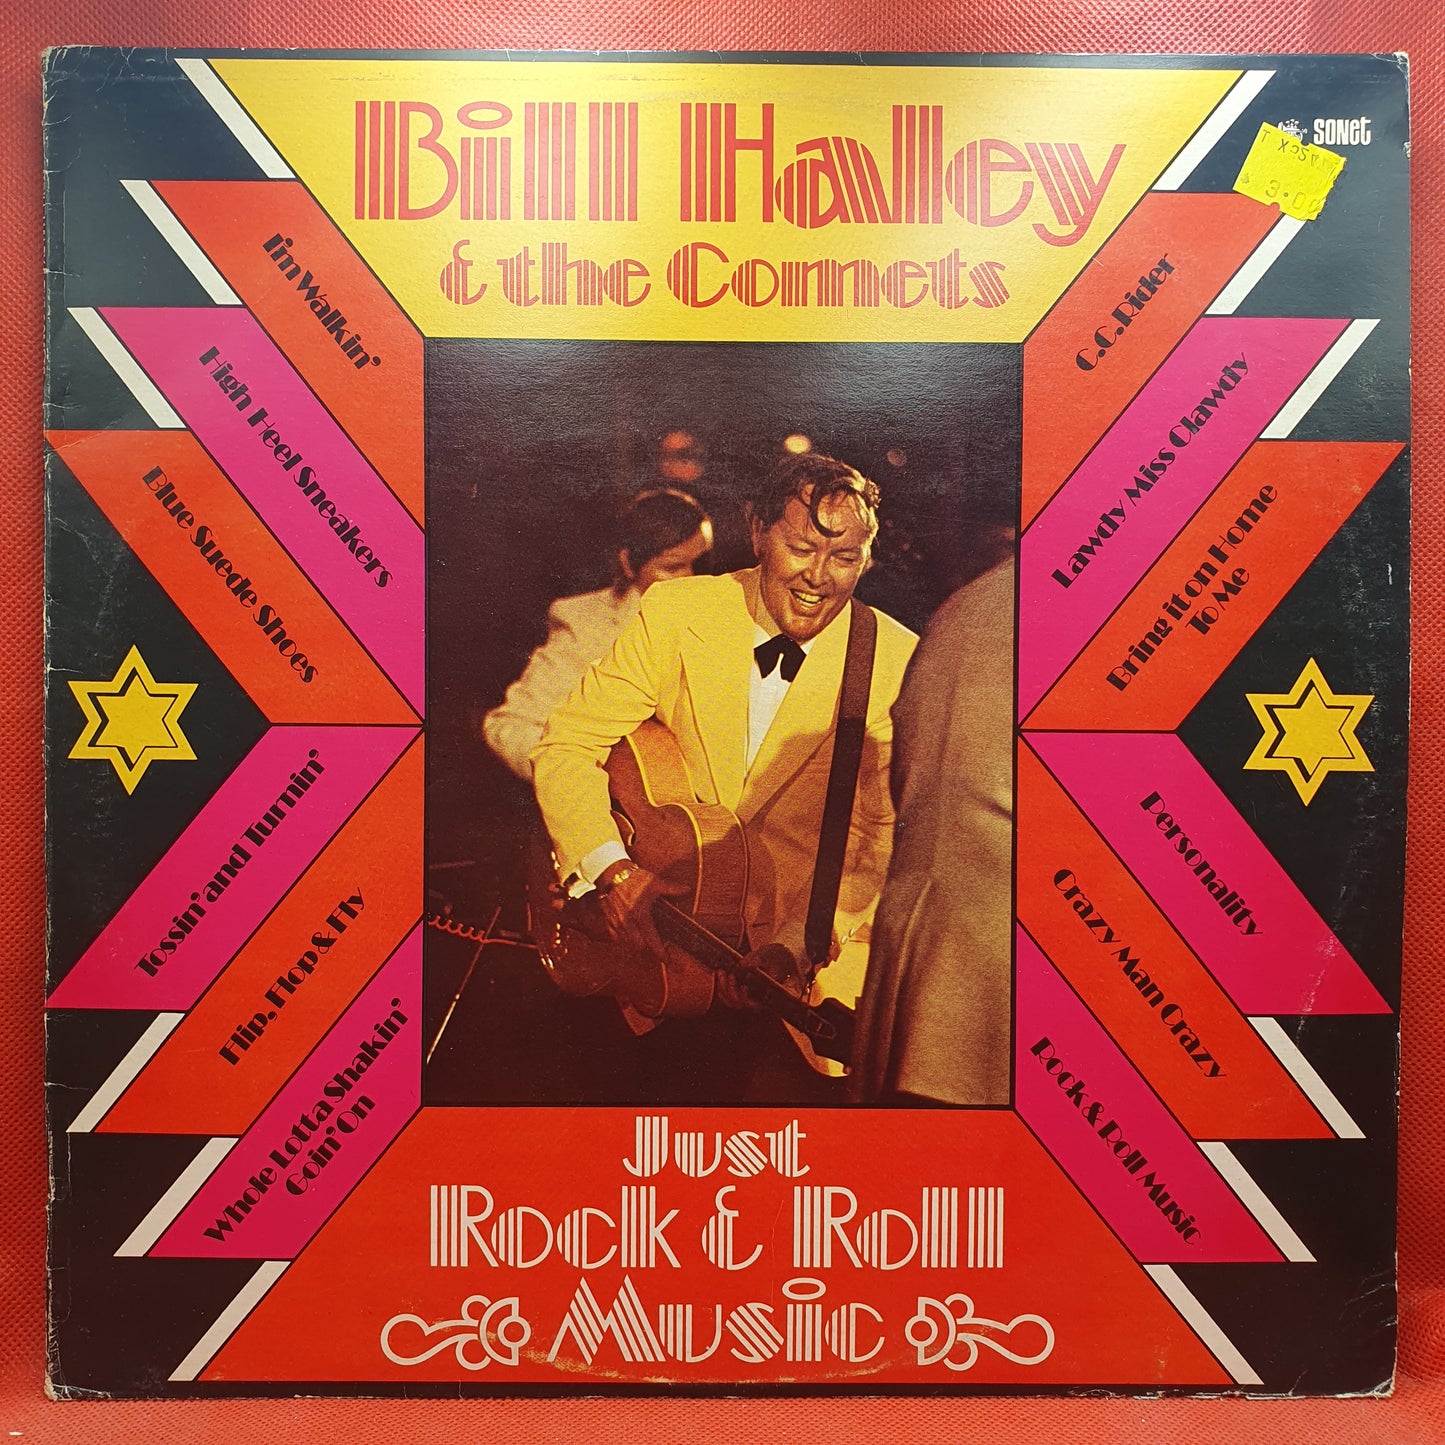 Bill Haley
& the Comets
SONET
3.00
I'm Walkin'
High Heel Sneakers
Blue Suede Shoes
Tossin' and Turnin'
Flip, Flop & Fly
Whole Lotta Shakin'
Goin' On
C.C. Rider
Lawdy Miss Clawdy
Bring it on Home
To Me
Personality
Crazy Man Crazy
Rock & Roll Music
Just
Rock & Roll
Music